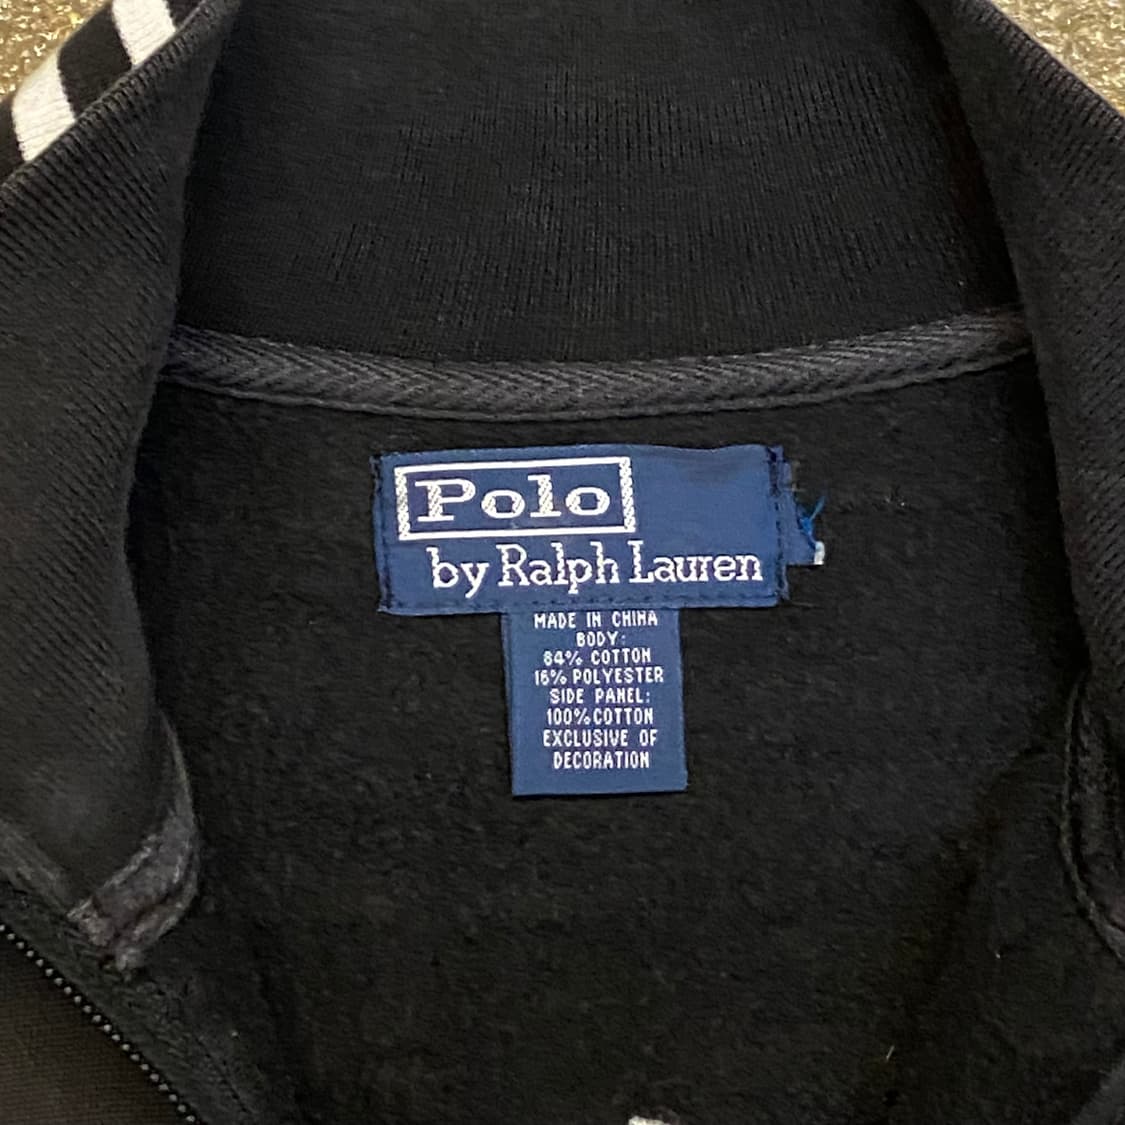 Polo
by Ralph Lauren
MADE IN CHINA
BODY:
84% COTTON
16% POLYESTER
SIDE PANEL:
100%COTTON
EXCLUSIVE OF
DECORATION